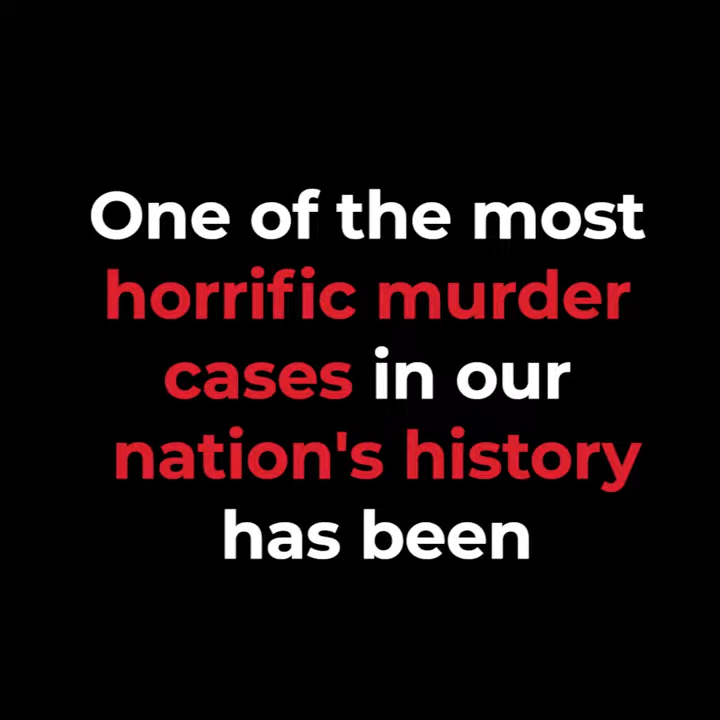 One of the most
horrific murder
cases in our
nation's history
has been